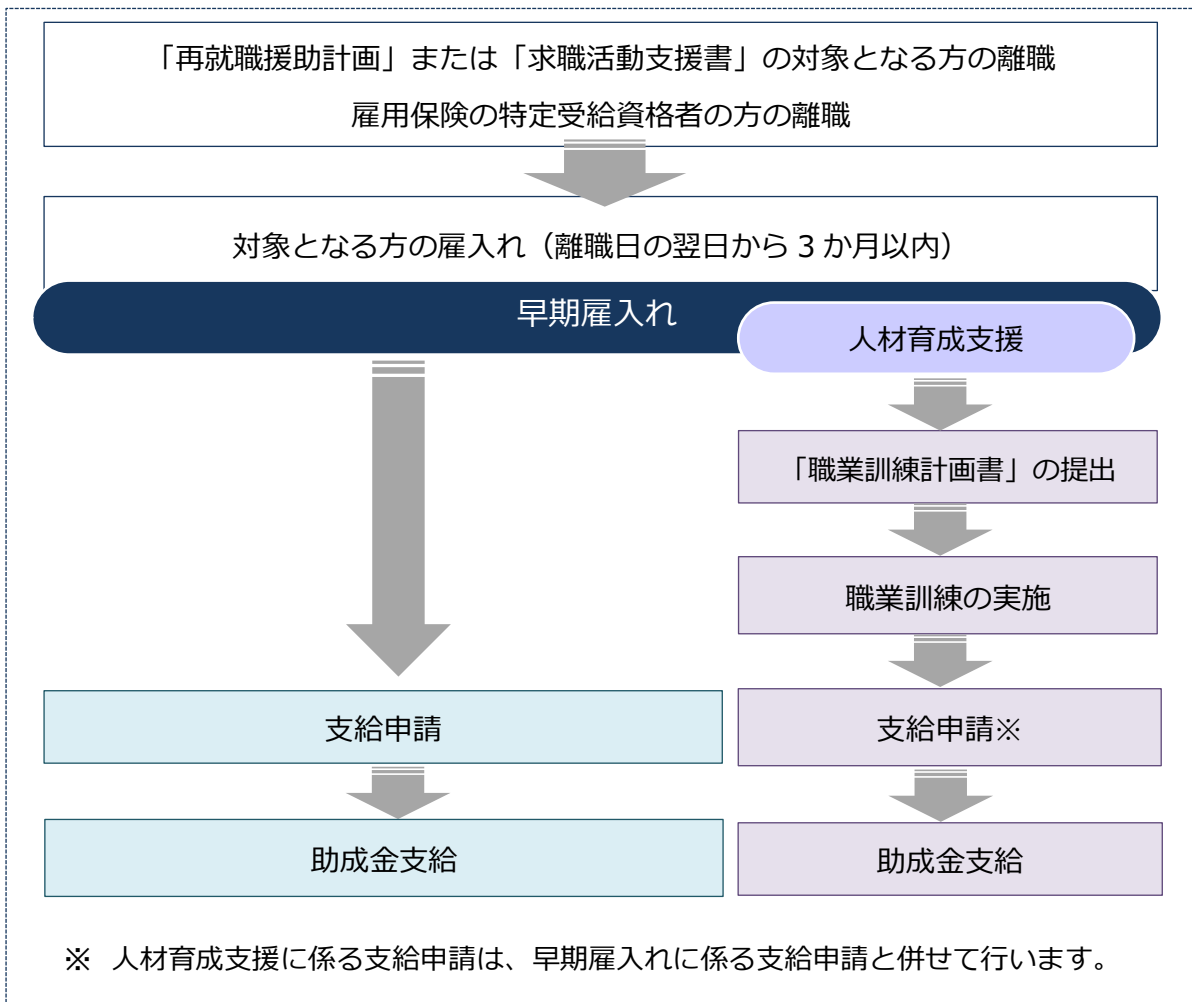 「再就職援助計画」または「求職活動支援書」の対象となる方の離職
雇用保険の特定受給資格者の方の離職
対象となる方の雇入れ（離職日の翌日から３か月以内）
早期雇入れ
人材育成支援
「職業訓練計画書」の提出
職業訓練の実施
支給申請
支給申請※
助成金支給
助成金支給
※ 人材育成支援に係る支給申請は、早期雇入れに係る支給申請と併せて行います。